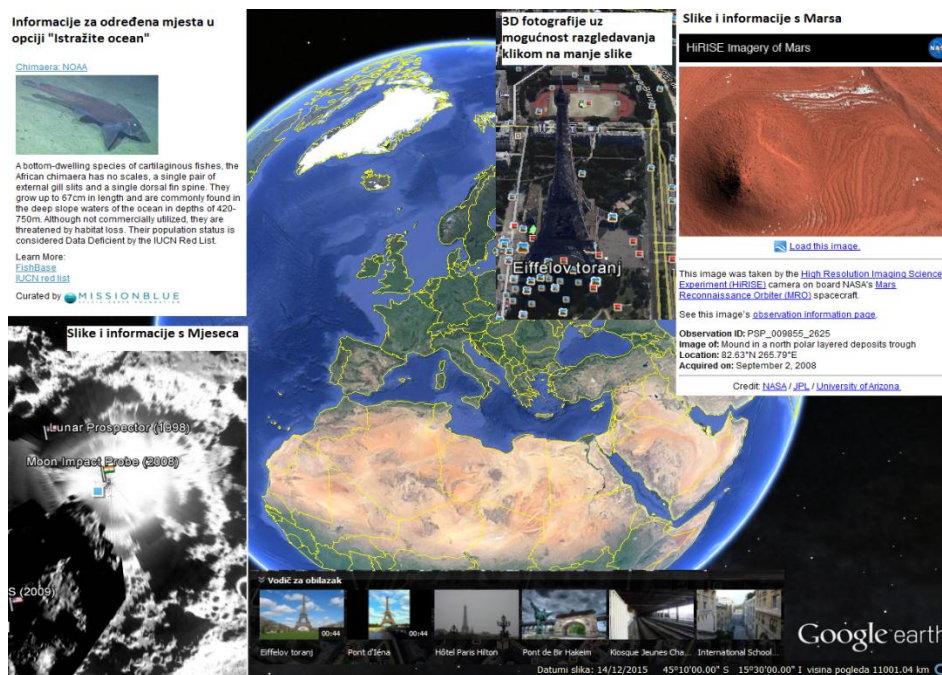 Informacije za određena mjesta u
opciji "Istražite ocean"
Chimaera: NOAA
A bottom-dwelling species of cartilaginous fishes, the
African chimaera has no scales, a single pair of
external gill slits and a single dorsal fin spine. They
grow up to 67cm in length and are commonly found in
the deep slope waters of the ocean in depths of 420-
750m. Although not commercially utilized, they are
threatened by habitat loss. Their population status is
considered Data Deficient by the IUCN Red List.
Learn More:
FishBase
IUCN red list
Curated by MISSIONBLUE
3D fotografije uz
mogućnost razgledavanja
klikom na manje slike
Eiffelov toranj
Slike i informacije s Marsa
HiRISE Imagery of Mars
Load this image.
This image was taken by the High Resolution Imaging Science
Experiment (HiRISE) camera on board NASA's Mars
Reconnaissance Orbiter (MRO) spacecraft.
See this image's observation information page.
Observation ID: PSP_009855_2625
Image of: Mound in a north polar layered deposits trough
Location: 82.63°N 265.79°E
Acquired on: September 2, 2008
Credit: NASA / JPL / University of Arizona
Slike i informacije s Mjeseca
Lunar Prospector (1998)
Moon Impact Probe (2008)
S (2009)
Vodič za obilazak
00:44 00:44
Eiffelov toranj Pont d'Iéna Hôtel Paris Hilton Pont de Bir Hakeim Kiosque Jeunes Cha... International School...
Google earth
Datumi slika: 14/12/2015 45°10'00.00" S 15°30'00.00" I visina pogleda 11001.04 km